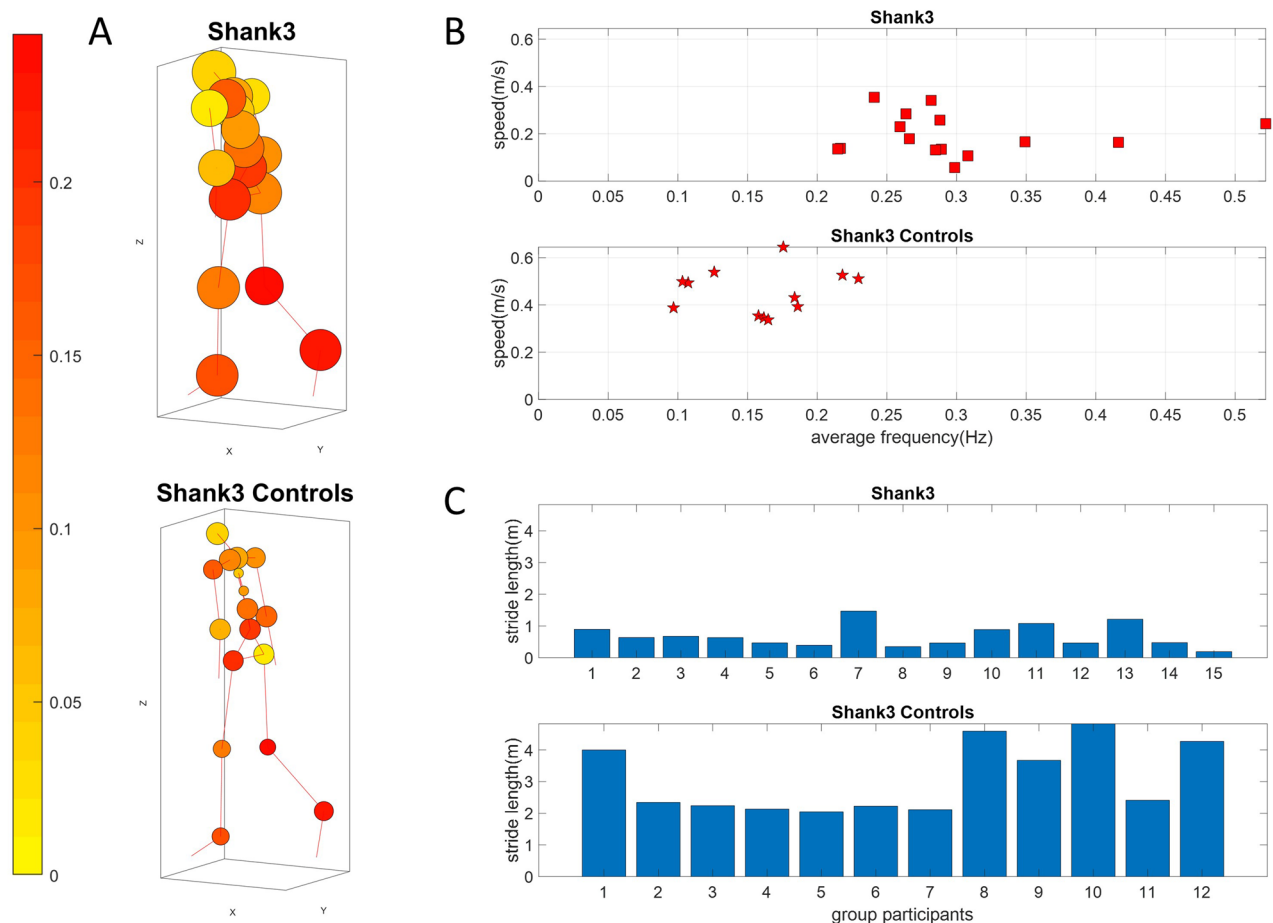 A
Shank3
0.2
0.15
0.1
0.05
0
Z
X
Y
Shank3 Controls
Z
X
Y
B
Shank3
speed(m/s)
0.6
0.4
0.2
0
0 0.05 0.1 0.15 0.2 0.25 0.3 0.35 0.4 0.45 0.5
Shank3 Controls
speed(m/s)
0.6
0.4
0.2
0
0 0.05 0.1 0.15 0.2 0.25 0.3 0.35 0.4 0.45 0.5
average frequency(Hz)
C
Shank3
stride length(m)
4
3
2
1
0
1 2 3 4 5 6 7 8 9 10 11 12 13 14 15
Shank3 Controls
stride length(m)
4
3
2
1
0
1 2 3 4 5 6 7 8 9 10 11 12
group participants